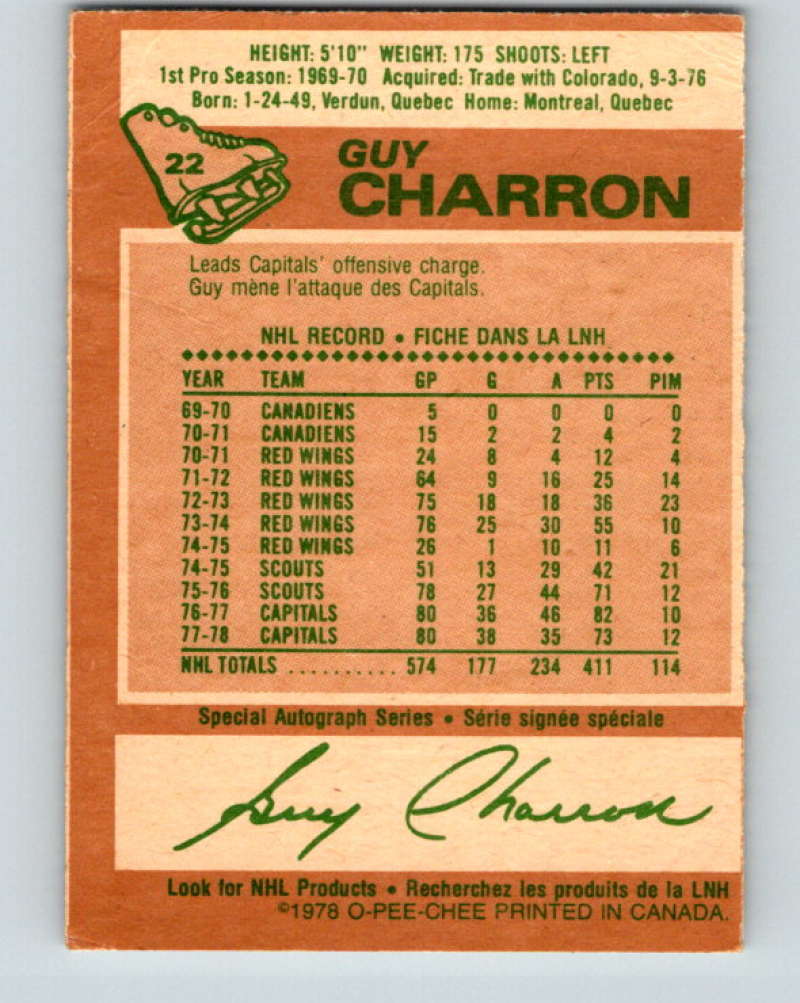 HEIGHT: 5'10" WEIGHT: 175 SHOOTS: LEFT
1st Pro Season: 1969-70 Acquired: Trade with Colorado, 9-3-76
Born: 1-24-49, Verdun, Quebec Home: Montreal, Quebec
22
GUY
CHARRON
Leads Capitals' offensive charge.
Guy mène l'attaque des Capitals.
NHL RECORD • FICHE DANS LA LNH
YEAR TEAM GP G A PTS PIM
69-70 CANADIENS 5 0 0 0 0
70-71 CANADIENS 15 2 2 4 2
70-71 RED WINGS 24 8 4 12 4
71-72 RED WINGS 64 9 16 25 14
72-73 RED WINGS 75 18 18 36 23
73-74 RED WINGS 76 25 30 55 10
74-75 RED WINGS 26 1 10 11 6
74-75 SCOUTS 51 13 29 42 21
75-76 SCOUTS 78 27 44 71 12
76-77 CAPITALS 80 36 46 82 10
77-78 CAPITALS 80 38 35 73 12
NHL TOTALS .......... 574 177 234 411 114
Special Autograph Series • Série signée spéciale
Guy Charron
Look for NHL Products • Recherchez les produits de la LNH
©1978 O-PEE-CHEE PRINTED IN CANADA.